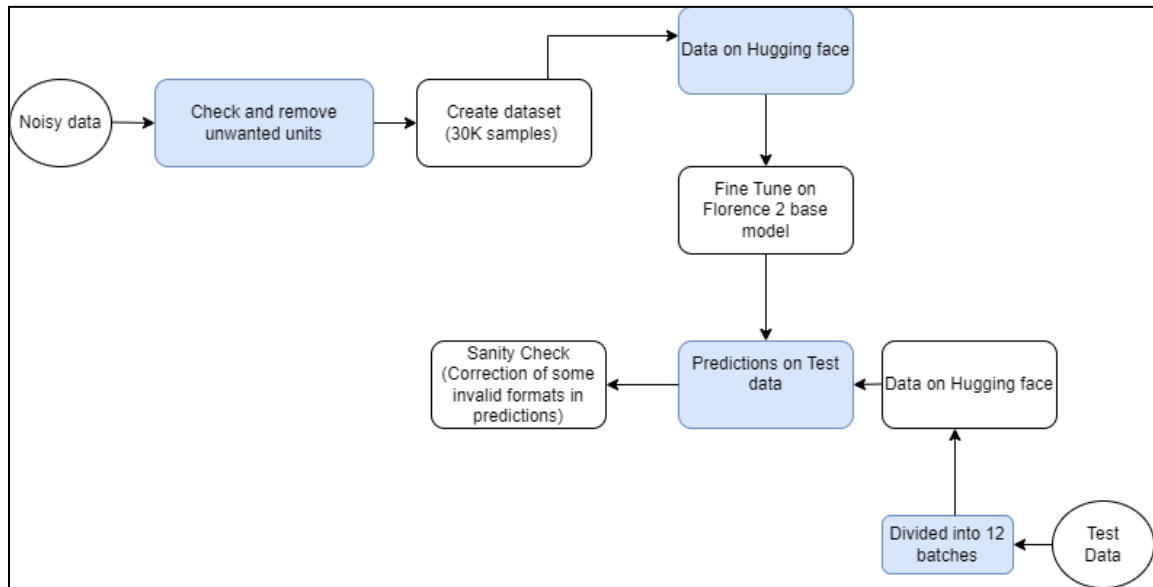 Data on Hugging face
Noisy data
Check and remove
unwanted units
Create dataset
(30K samples)
Fine Tune on
Florence 2 base
model
Sanity Check
(Correction of some
invalid formats in
predictions)
Predictions on Test
data
Data on Hugging face
Divided into 12
batches
Test
Data